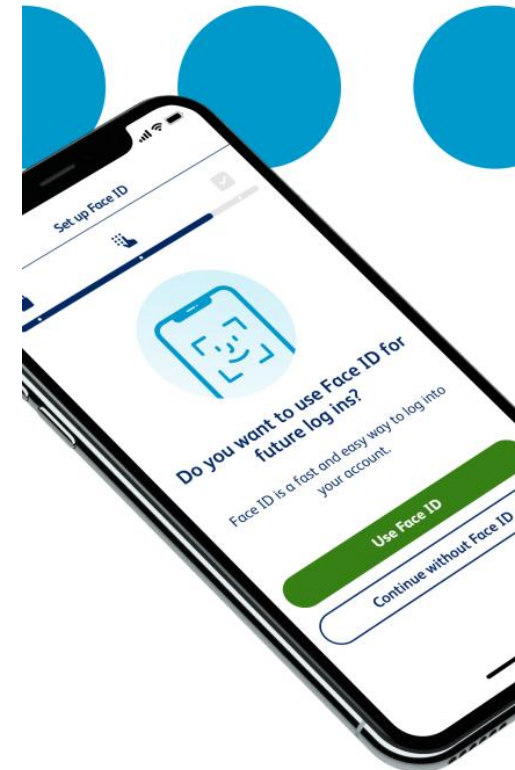 Set up Face ID
Do you want to use Face ID for
future log ins?
Face ID is a fast and easy way to log into
your account.
Use Face ID
Continue without Face ID